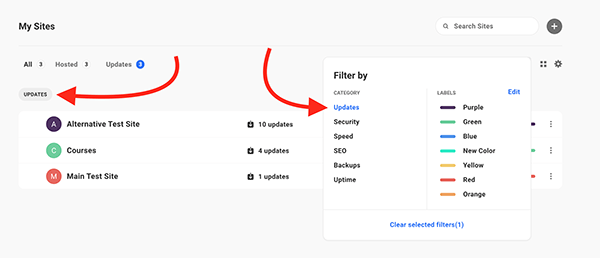 My Sites
Search Sites
All 3 Hosted 3 Updates 3
UPDATES
A Alternative Test Site 10 updates
C Courses 4 updates
M Main Test Site 1 updates
Filter by
CATEGORY
Updates
Security
Speed
SEO
Backups
Uptime
LABELS Edit
Purple
Green
Blue
New Color
Yellow
Red
Orange
Clear selected filters(1)